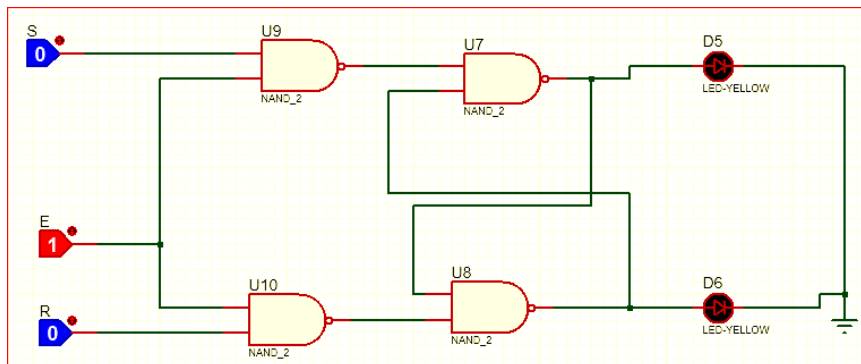 S
0
U9
NAND_2
U7
NAND_2
D5
LED-YELLOW
E
1
U10
NAND_2
U8
NAND_2
D6
LED-YELLOW
R
0